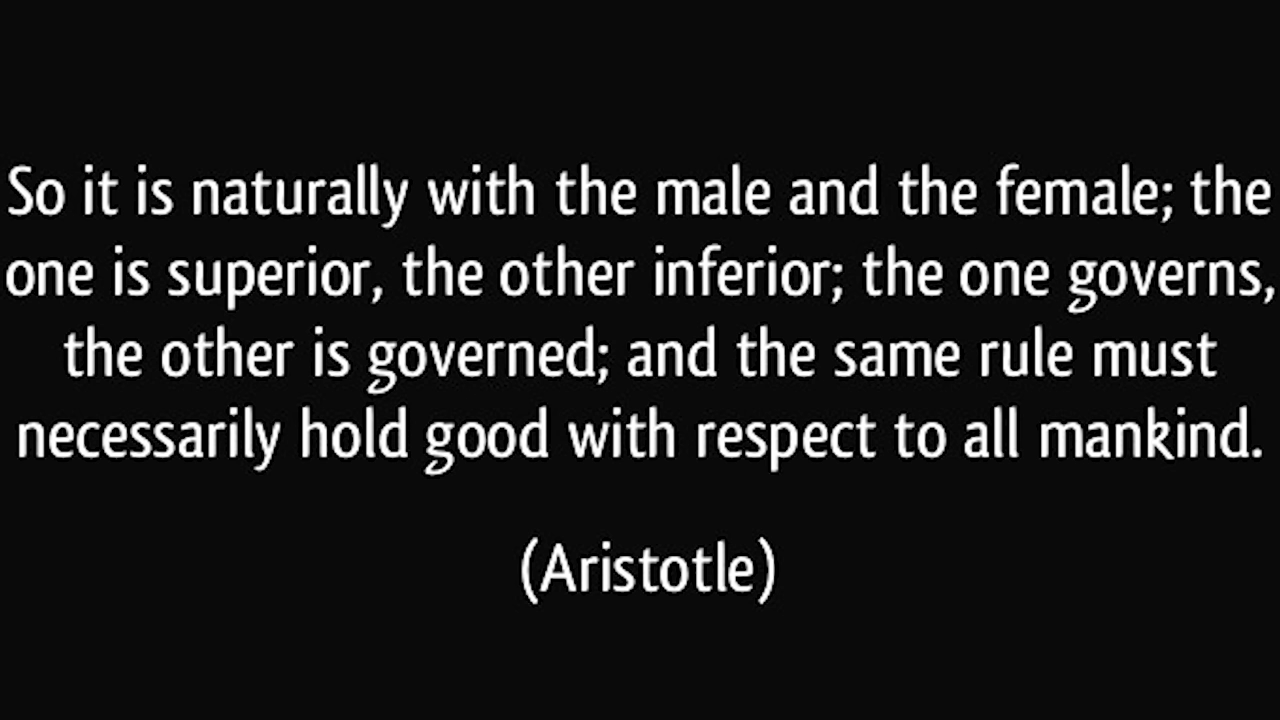 So it is naturally with the male and the female; the
one is superior, the other inferior; the one governs,
the other is governed; and the same rule must
necessarily hold good with respect to all mankind.
(Aristotle)